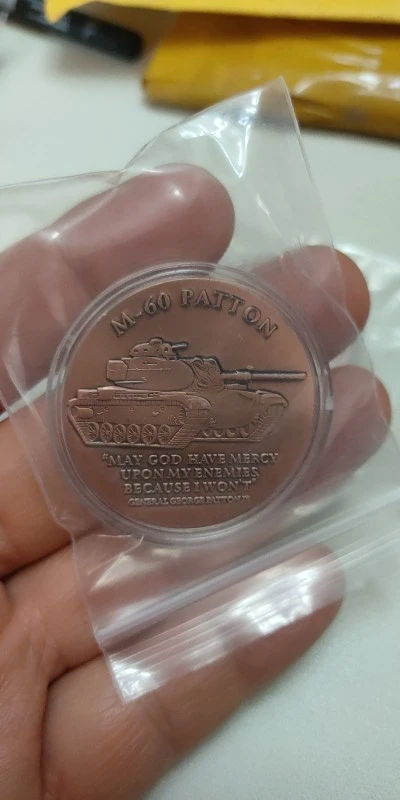 M-60 PATTON
"MAY GOD HAVE MERCY
UPON MY ENEMIES
BECAUSE I WON'T"
GENERAL GEORGE PATTON JR